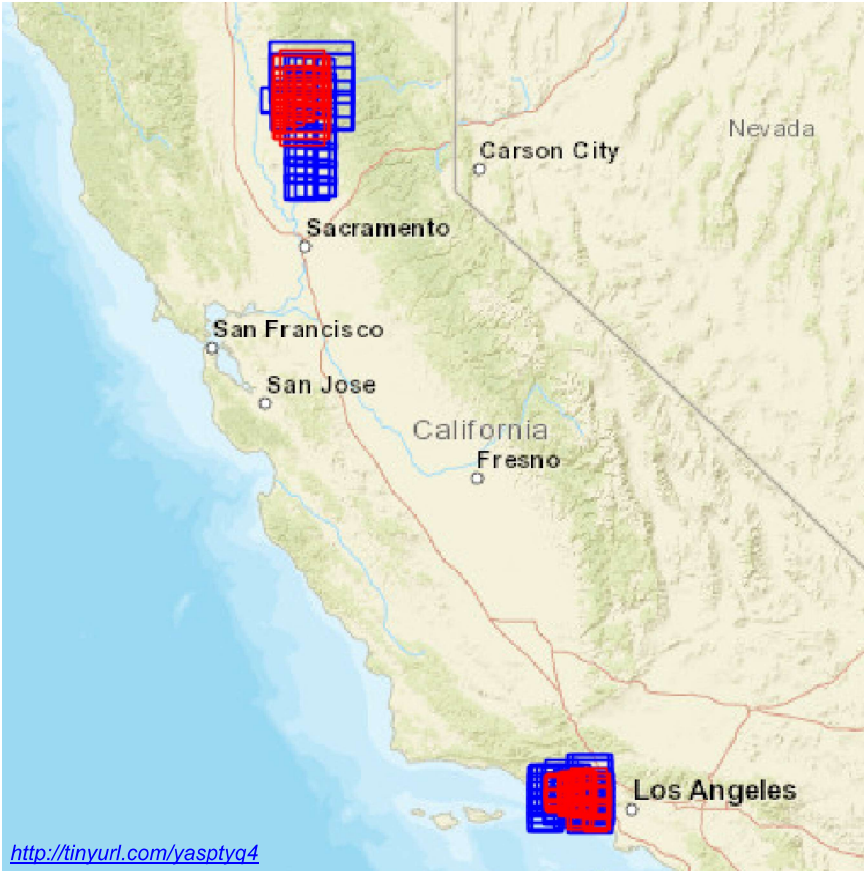 Nevada
Carson City
Sacramento
San Francisco
San Jose
California
Fresno
Los Angeles
http://tinyurl.com/yasptyq4